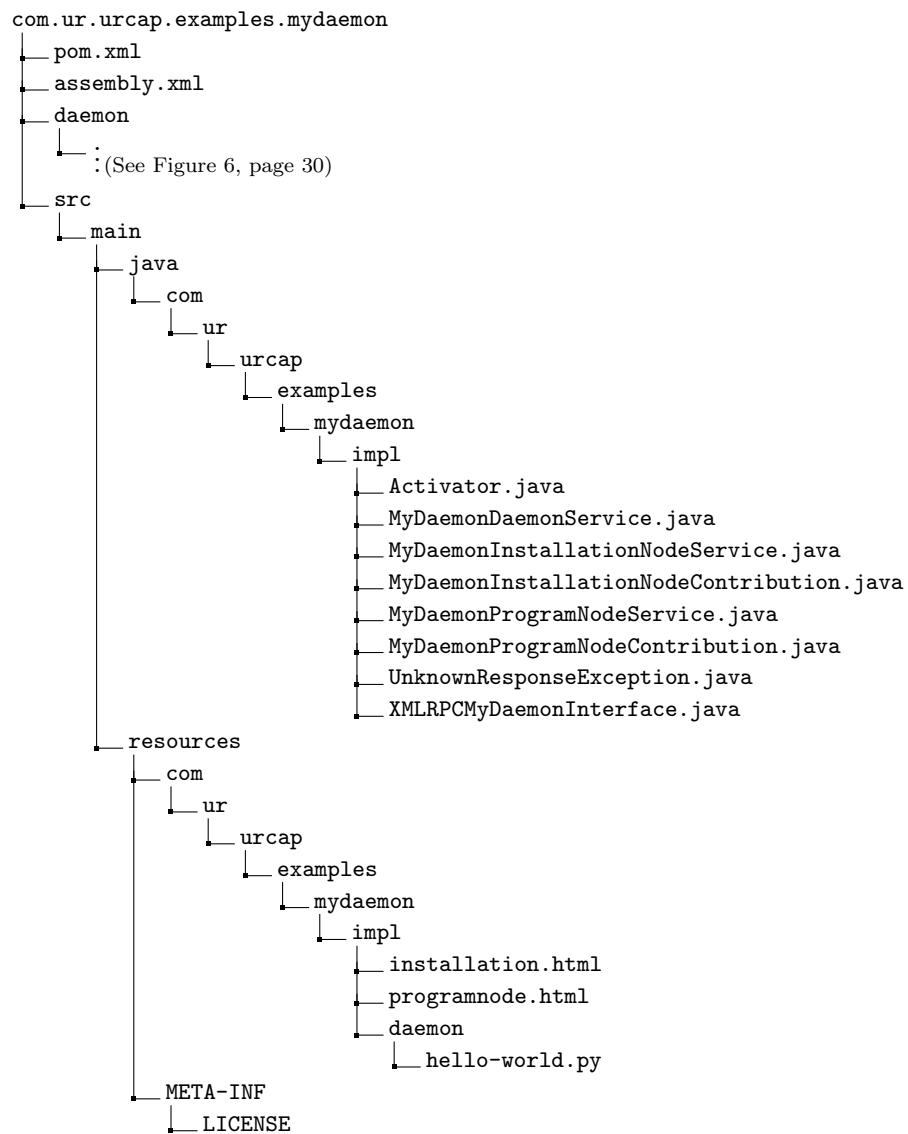 com.ur.urcap.examples.mydaemon
pom.xml
assembly.xml
daemon
⋮ (See Figure 6, page 30)
src
main
java
com
ur
urcap
examples
mydaemon
impl
Activator.java
MyDaemonDaemonService.java
MyDaemonInstallationNodeService.java
MyDaemonInstallationNodeContribution.java
MyDaemonProgramNodeService.java
MyDaemonProgramNodeContribution.java
UnknownResponseException.java
XMLRPCMyDaemonInterface.java
resources
com
ur
urcap
examples
mydaemon
impl
installation.html
programnode.html
daemon
hello-world.py
META-INF
LICENSE